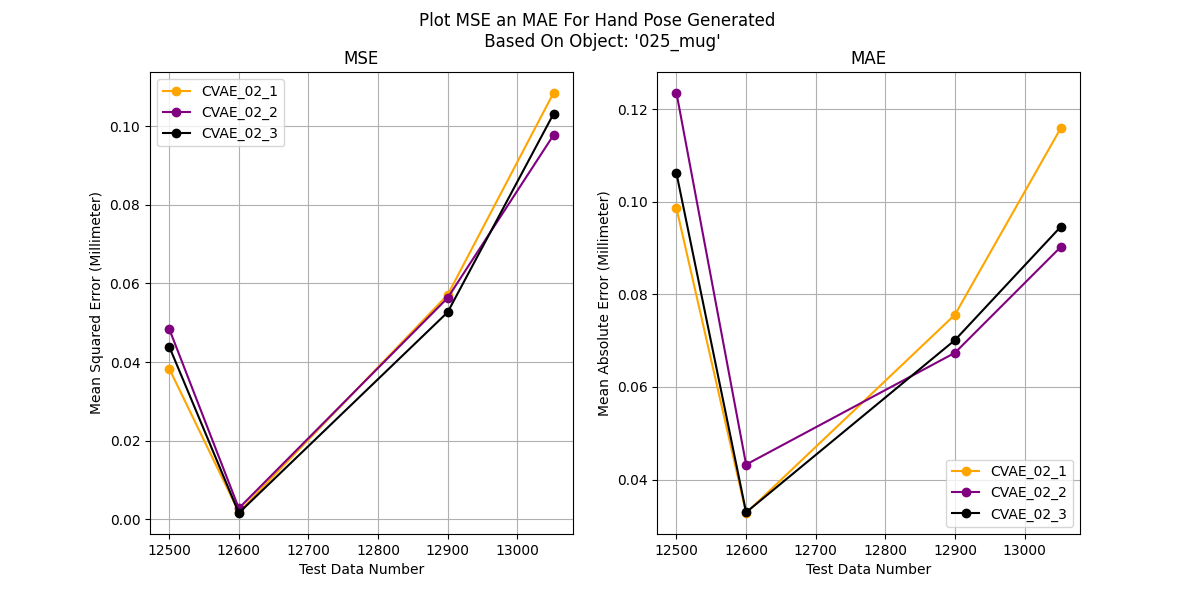 Plot MSE an MAE For Hand Pose Generated
Based On Object: '025_mug'
MSE
CVAE_02_1
CVAE_02_2
CVAE_02_3
Mean Squared Error (Millimeter)
0.10
0.08
0.06
0.04
0.02
0.00
12500 12600 12700 12800 12900 13000
Test Data Number
MAE
Mean Absolute Error (Millimeter)
0.12
0.10
0.08
0.06
0.04
CVAE_02_1
CVAE_02_2
CVAE_02_3
12500 12600 12700 12800 12900 13000
Test Data Number